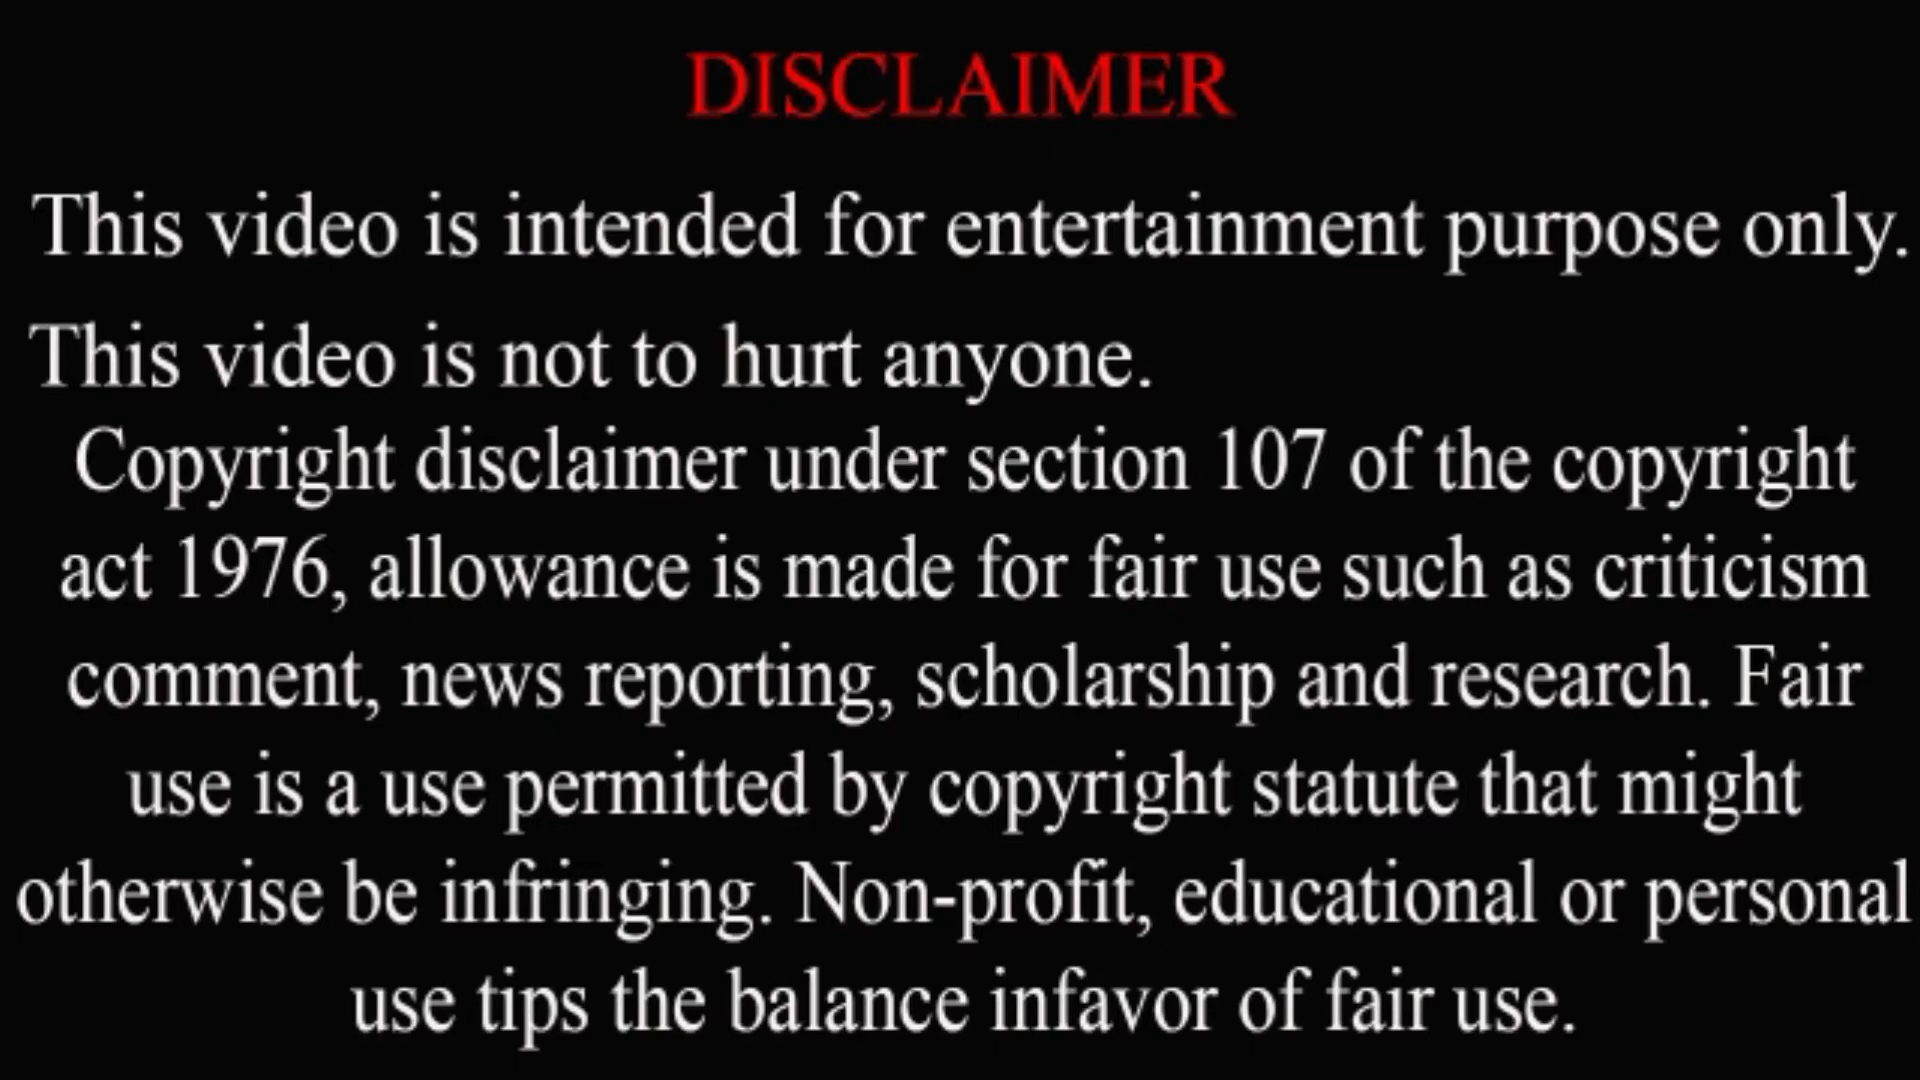 DISCLAIMER
This video is intended for entertainment purpose only.
This video is not to hurt anyone.
Copyright disclaimer under section 107 of the copyright
act 1976, allowance is made for fair use such as criticism
comment, news reporting, scholarship and research. Fair
use is a use permitted by copyright statute that might
otherwise be infringing. Non-profit, educational or personal
use tips the balance infavor of fair use.